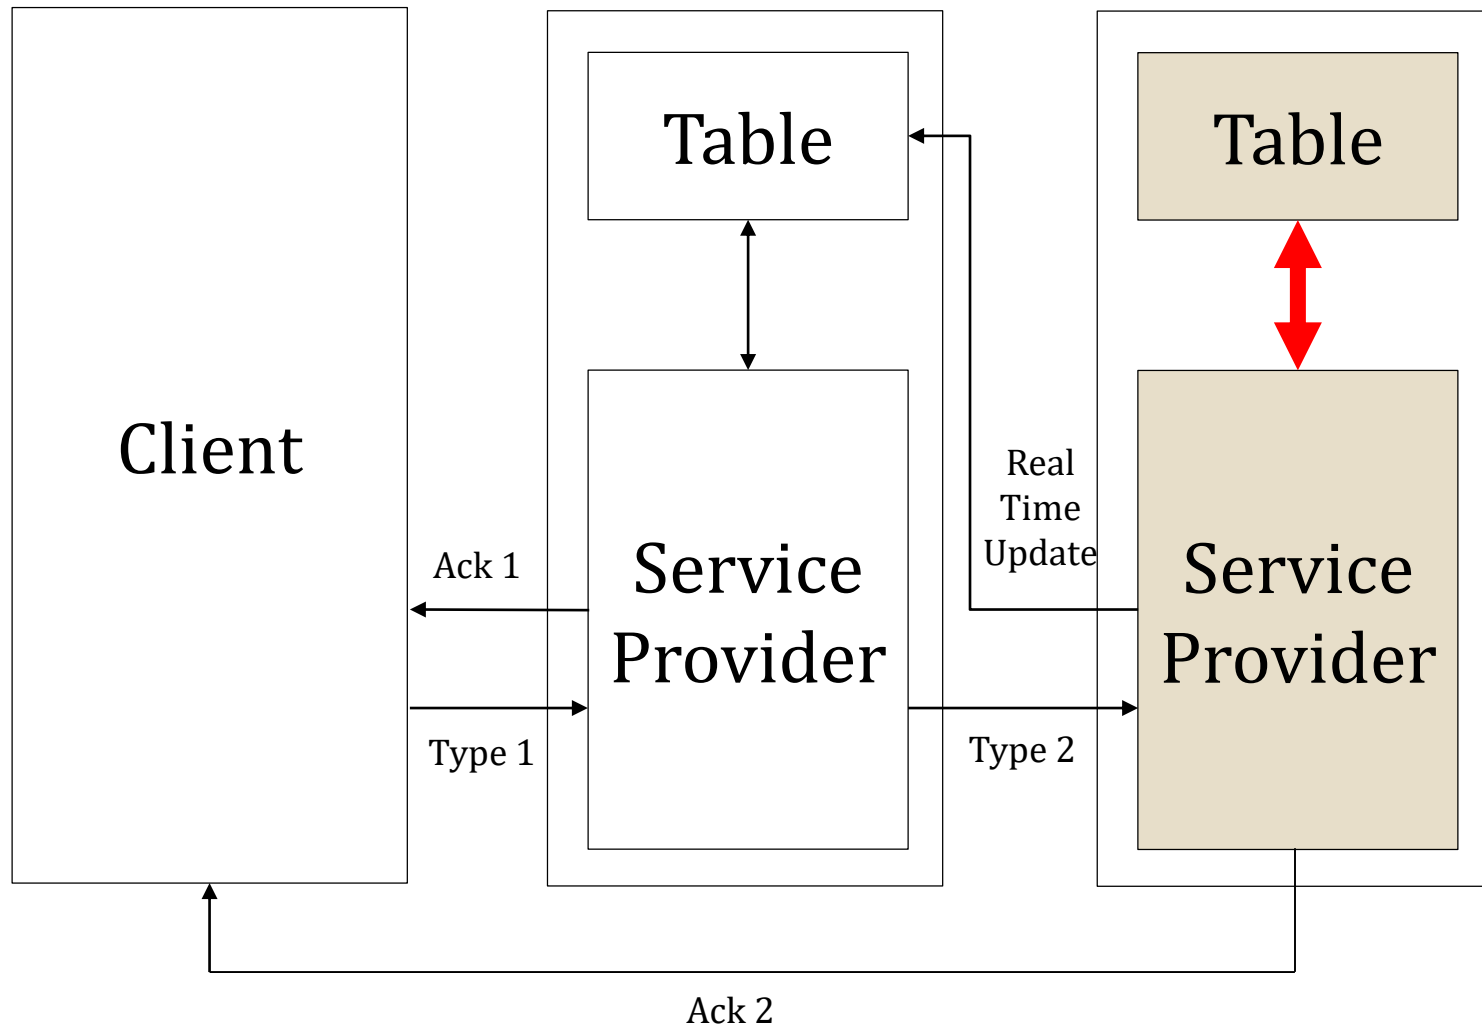 Table
Table
Client
Real
Time
Update
Ack 1
Service
Provider
Service
Provider
Type 1
Type 2
Ack 2